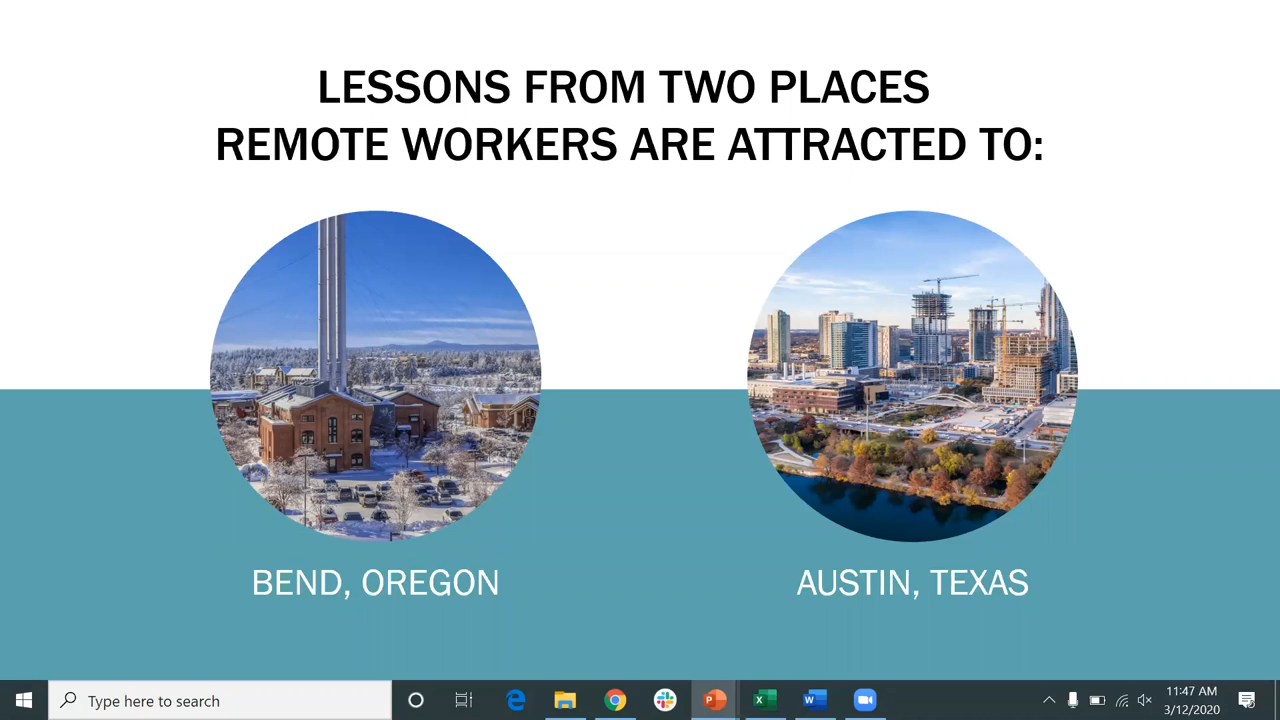 LESSONS FROM TWO PLACES
REMOTE WORKERS ARE ATTRACTED TO:
BEND, OREGON
AUSTIN, TEXAS
Type here to search
11:47 AM
3/12/2020